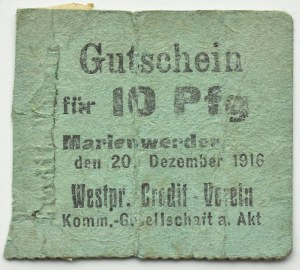 Gutschein
für 10 Pfg
Marienwerder
den 20. Dezember 1916
Westpr. Credit-Verein
Komm.-Gesellschaft a. Akt